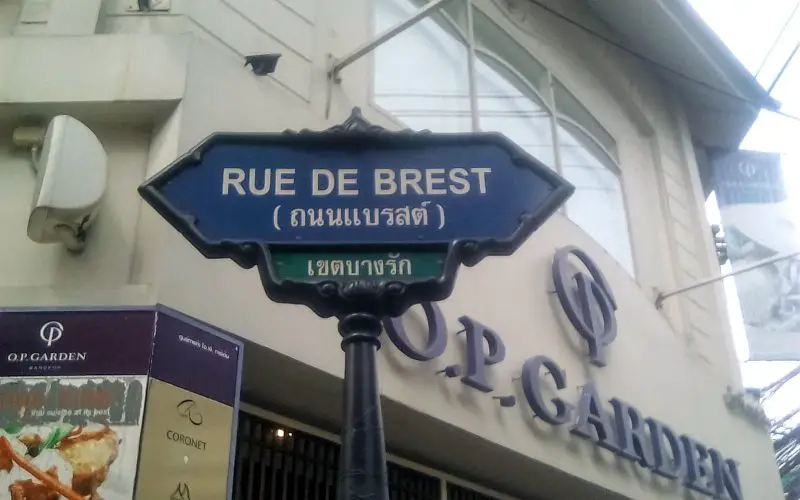 RUE DE BREST
( ถนนแบรสต์ )
เขตบางรัก
O.P. GARDEN
O.P. GARDEN
BANGKOK
CORONET